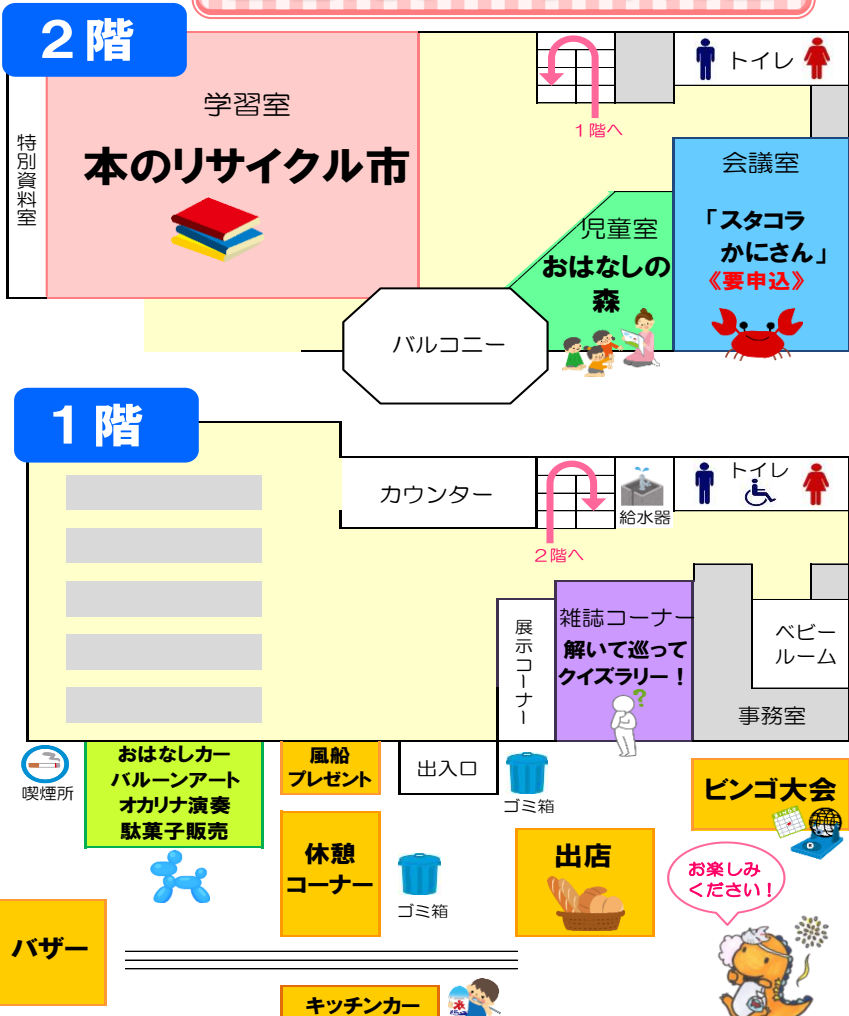 2階
特別資料室
学習室
本のリサイクル市
1階へ
トイレ
会議室
「スタコラ
かにさん」
《要申込》
児童室
おはなしの
森
バルコニー
1階
カウンター
2階へ
給水器
トイレ
展示コーナー
雑誌コーナー
解いて巡って
クイズラリー！
?
ベビー
ルーム
事務室
喫煙所
おはなしカー
バルーンアート
オカリナ演奏
駄菓子販売
風船
プレゼント
出入口
ゴミ箱
ビンゴ大会
休憩
コーナー
ゴミ箱
出店
お楽しみ
ください！
バザー
キッチンカー
氷